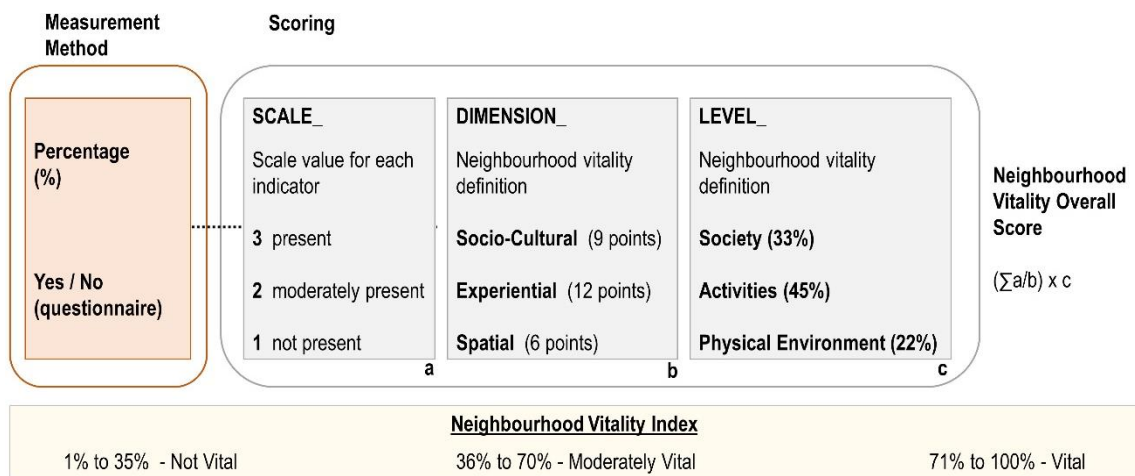 Measurement
Method
Scoring
Percentage
(%)
Yes / No
(questionnaire)
SCALE_
Scale value for each
indicator
3 present
2 moderately present
1 not present
a
DIMENSION_
Neighbourhood vitality
definition
Socio-Cultural (9 points)
Experiential (12 points)
Spatial (6 points)
b
LEVEL_
Neighbourhood vitality
definition
Society (33%)
Activities (45%)
Physical Environment (22%)
c
Neighbourhood
Vitality Overall
Score
(∑a/b) x c
Neighbourhood Vitality Index
1% to 35% - Not Vital
36% to 70% - Moderately Vital
71% to 100% - Vital